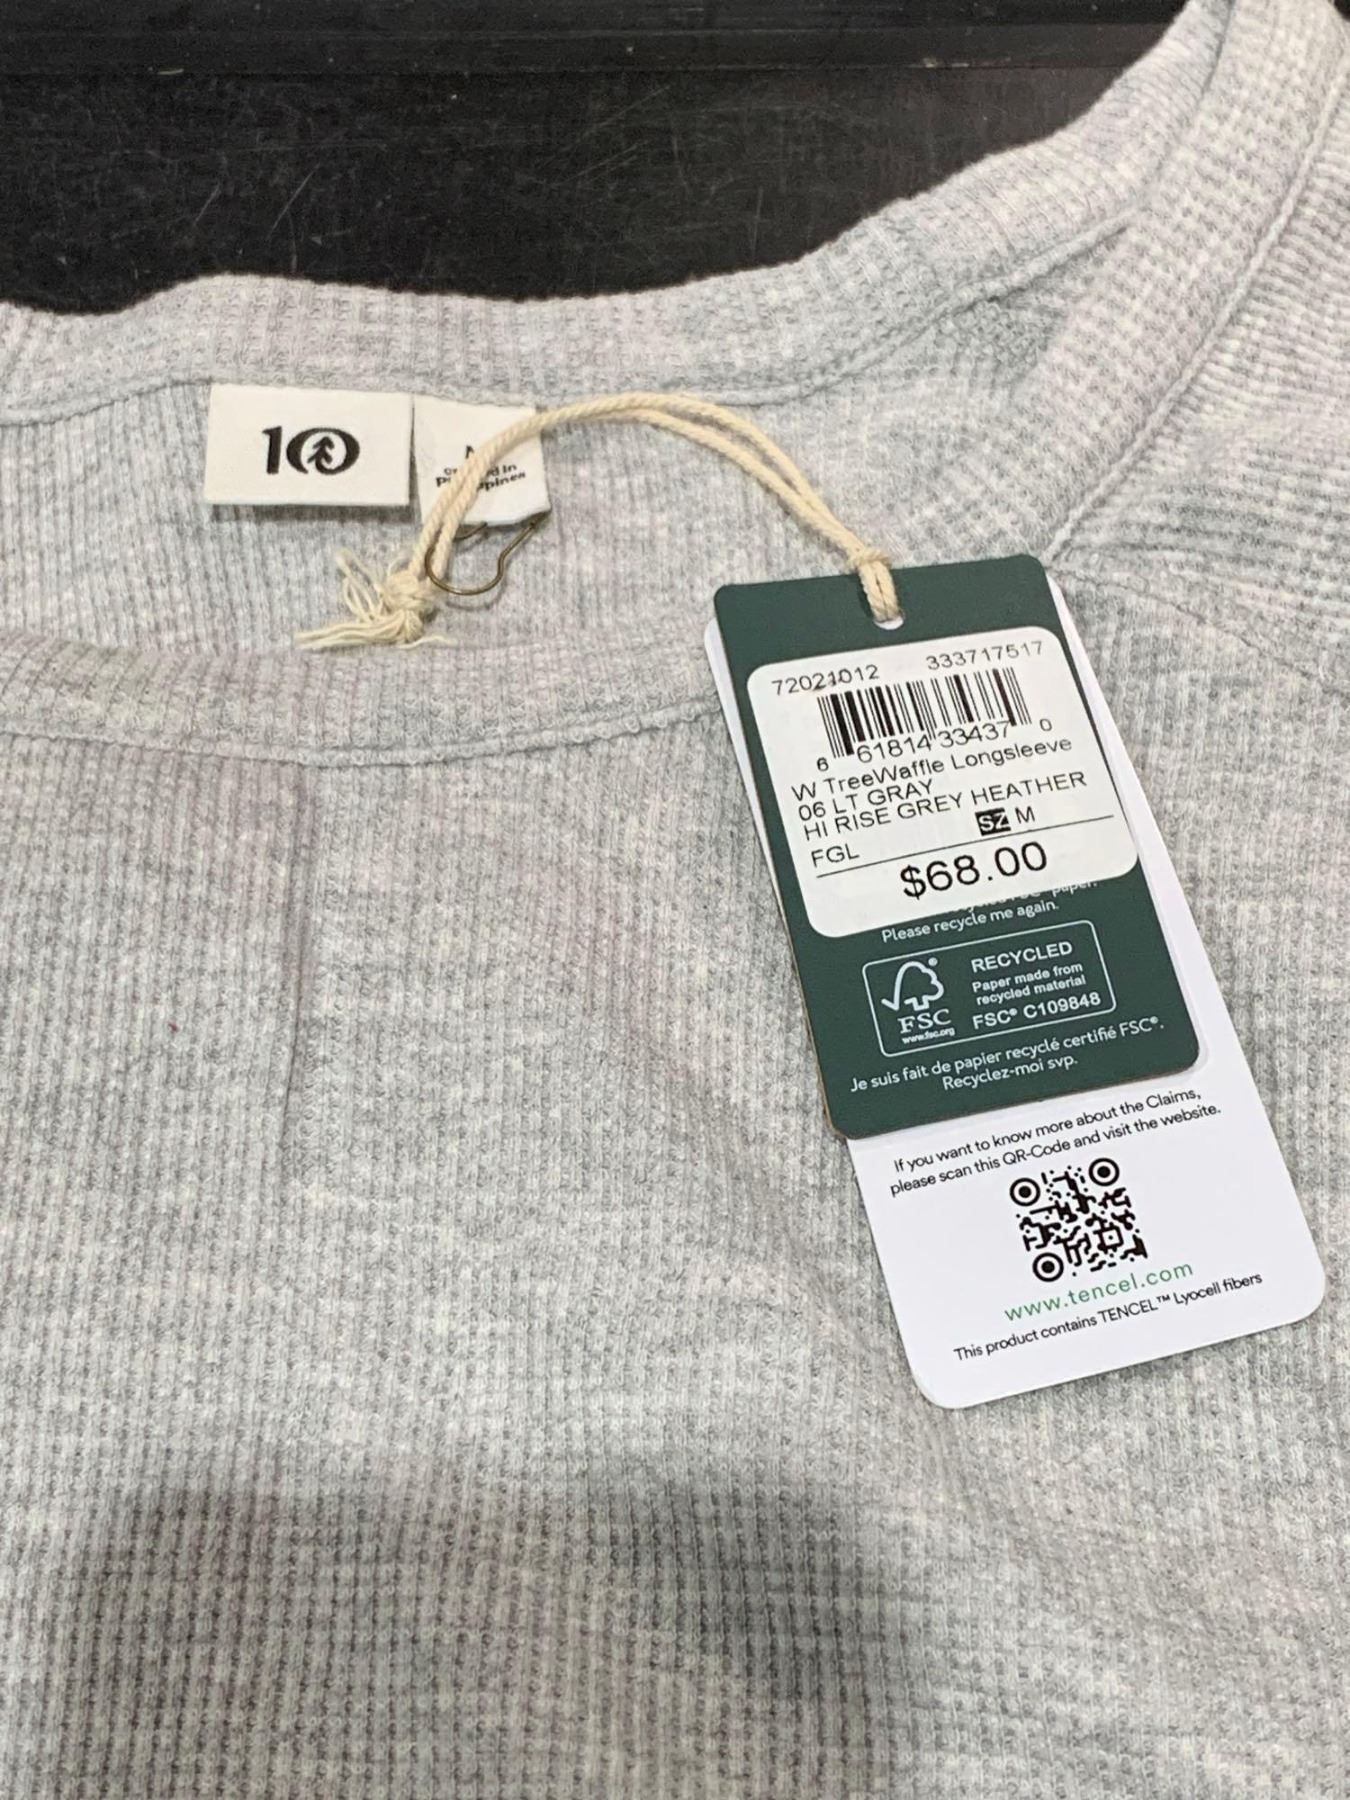 10
in
72021012 333717517
6 61814 33437 0
W TreeWaffle Longsleeve
06 LT GRAY
HI RISE GREY HEATHER
SZ M
FGL
$68.00
paper.
Please recycle me again.
FSC
www.fsc.org
RECYCLED
Paper made from
recycled material
FSC® C109848
Je suis fait de papier recyclé certifié FSC®.
Recyclez-moi svp.
If you want to know more about the Claims,
please scan this QR-Code and visit the website.
www.tencel.com
This product contains TENCEL™ Lyocell fibers